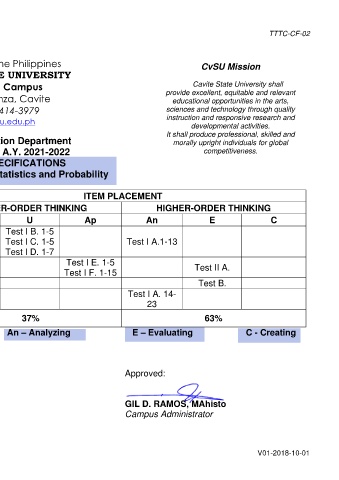 TTTC-CF-02
ne Philippines
E UNIVERSITY
Campus
nza, Cavite
414-3979
u.edu.ph
CvSU Mission
Cavite State University shall
provide excellent, equitable and relevant
educational opportunities in the arts,
sciences and technology through quality
instruction and responsive research and
developmental activities.
It shall produce professional, skilled and
morally upright individuals for global
competitiveness.
tion Department
A.Y. 2021-2022
ECIFICATIONS
tatistics and Probability
ITEM PLACEMENT
R-ORDER THINKING HIGHER-ORDER THINKING
U Ap An E C
Test I B. 1-5
Test I C. 1-5 Test I A.1-13
Test I D. 1-7
Test I E. 1-5 Test II A.
Test I F. 1-15
Test B.
Test I A. 14-
23
37% 63%
An – Analyzing E – Evaluating C - Creating
Approved:
GIL D. RAMOS, MAhisto
Campus Administrator
V01-2018-10-01